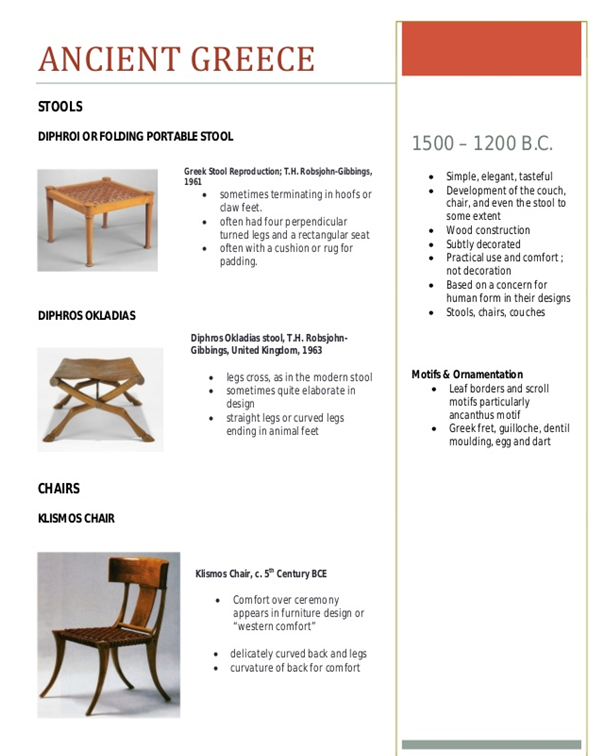 ANCIENT GREECE
STOOLS
DIPHROI OR FOLDING PORTABLE STOOL
Greek Stool Reproduction; T.H. Robsjohn-Gibbings,
1961
• sometimes terminating in hoofs or
claw feet.
• often had four perpendicular
turned legs and a rectangular seat
• often with a cushion or rug for
padding.
DIPHROS OKLADIAS
Diphros Okladias stool, T.H. Robsjohn-
Gibbings, United Kingdom, 1963
• legs cross, as in the modern stool
• sometimes quite elaborate in
design
• straight legs or curved legs
ending in animal feet
CHAIRS
KLISMOS CHAIR
Klismos Chair, c. 5th Century BCE
• Comfort over ceremony
appears in furniture design or
“western comfort”
• delicately curved back and legs
• curvature of back for comfort
1500 – 1200 B.C.
• Simple, elegant, tasteful
• Development of the couch,
chair, and even the stool to
some extent
• Wood construction
• Subtly decorated
• Practical use and comfort ;
not decoration
• Based on a concern for
human form in their designs
• Stools, chairs, couches
Motifs & Ornamentation
• Leaf borders and scroll
motifs particularly
ancanthus motif
• Greek fret, guilloche, dentil
moulding, egg and dart